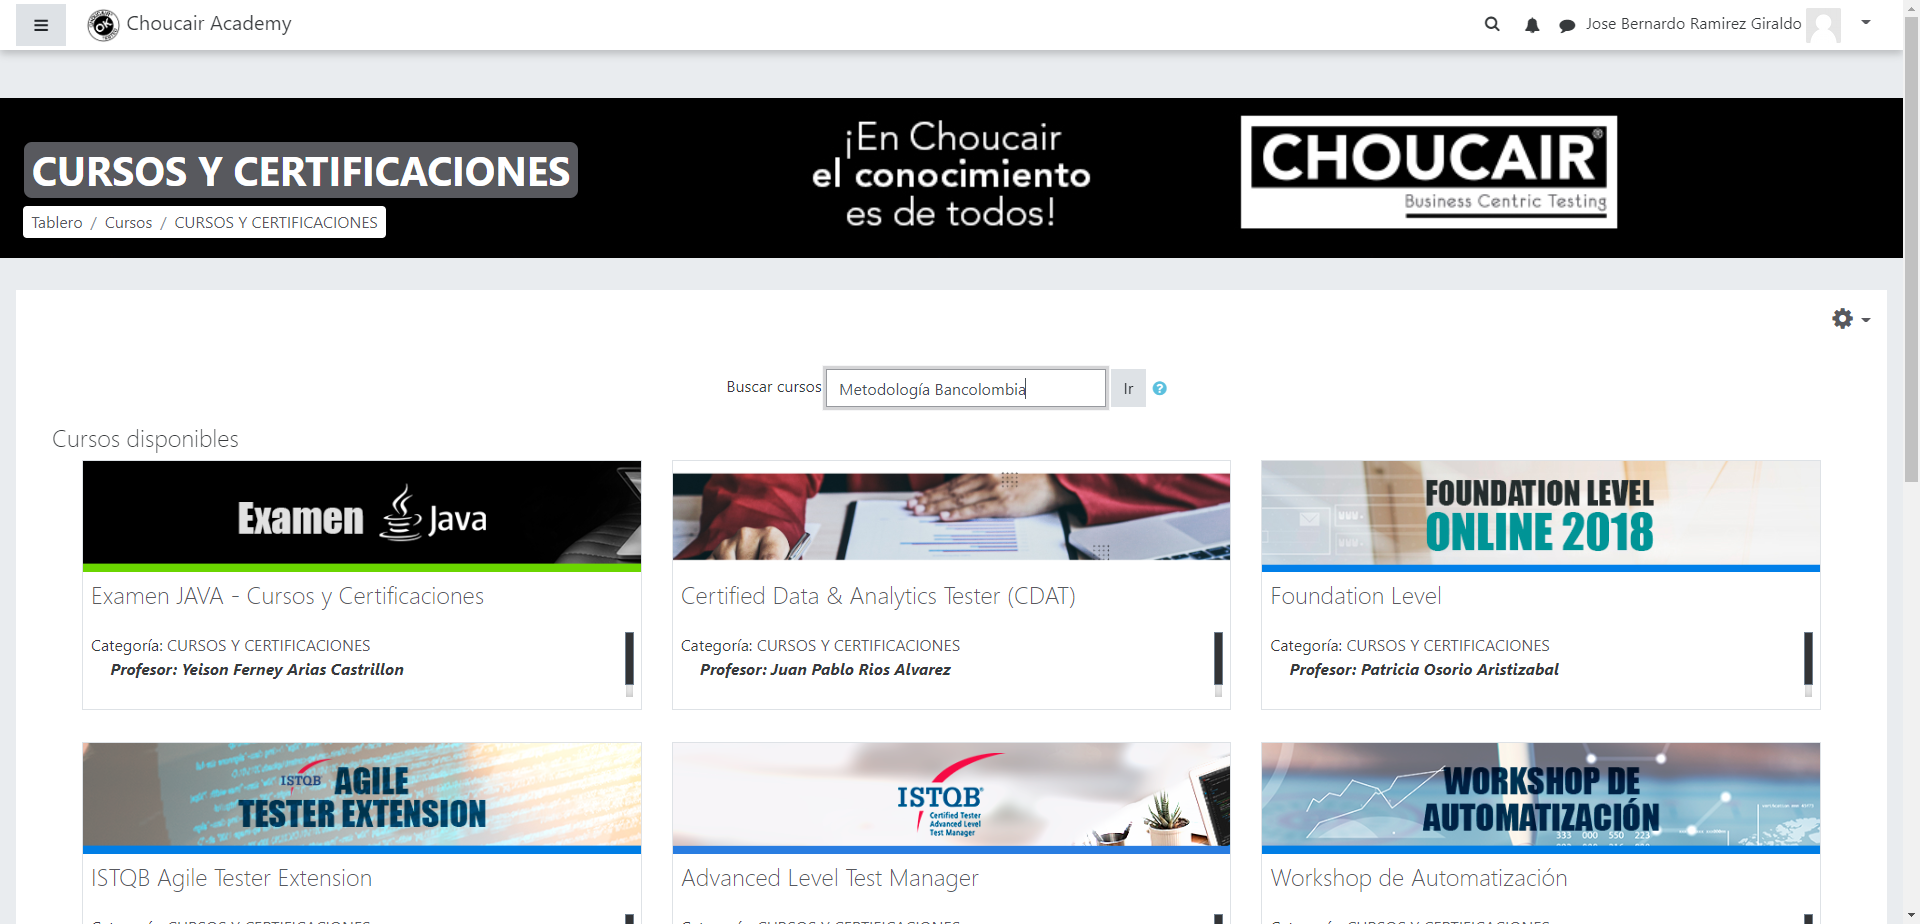 Choucair Academy
Jose Bernardo Ramirez Giraldo
CURSOS Y CERTIFICACIONES
Tablero / Cursos / CURSOS Y CERTIFICACIONES
¡En Choucair
el conocimiento
es de todos!
CHOUCAIR®
Business Centric Testing
Buscar cursos
Metodología Bancolombia
Ir
Cursos disponibles
Examen Java
Examen JAVA - Cursos y Certificaciones
Categoría: CURSOS Y CERTIFICACIONES
Profesor: Yeison Ferney Arias Castrillon
Certified Data & Analytics Tester (CDAT)
Categoría: CURSOS Y CERTIFICACIONES
Profesor: Juan Pablo Rios Alvarez
FOUNDATION LEVEL
ONLINE 2018
Foundation Level
Categoría: CURSOS Y CERTIFICACIONES
Profesor: Patricia Osorio Aristizabal
ISTQB AGILE
TESTER EXTENSION
ISTQB Agile Tester Extension
ISTQB®
Certified Tester
Advanced Level
Test Manager
Advanced Level Test Manager
WORKSHOP DE
AUTOMATIZACIÓN
Workshop de Automatización